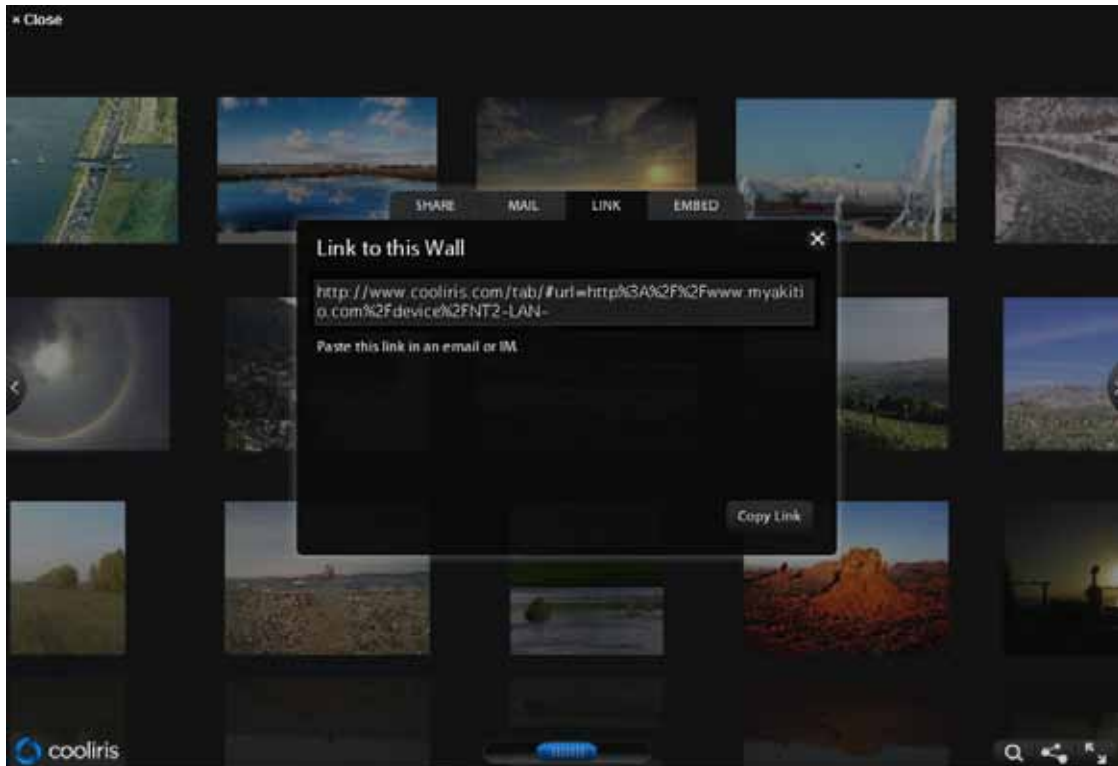 × Close
SHARE MAIL LINK EMBED
Link to this Wall
http://www.cooliris.com/tab/#url=http%3A%2F%2Fwww.myakiti
o.com%2Fdevice%2FNT2-LAN-
Paste this link in an email or IM.
Copy Link
cooliris